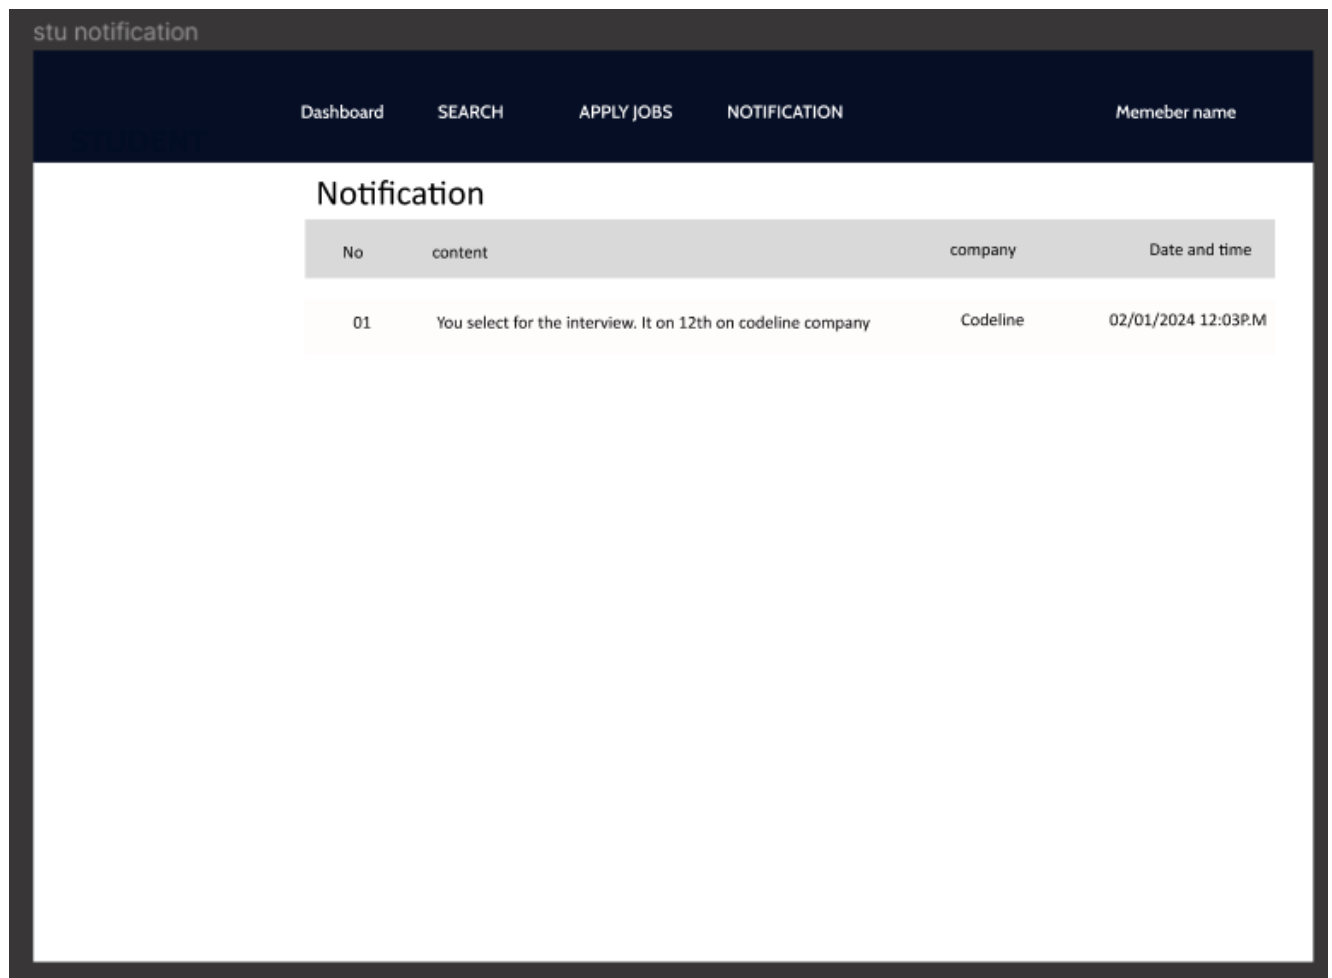 stu notification
Dashboard SEARCH APPLY JOBS NOTIFICATION Memeber name
STUDENT
Notification
No content company Date and time
01 You select for the interview. It on 12th on codeline company Codeline 02/01/2024 12:03P.M